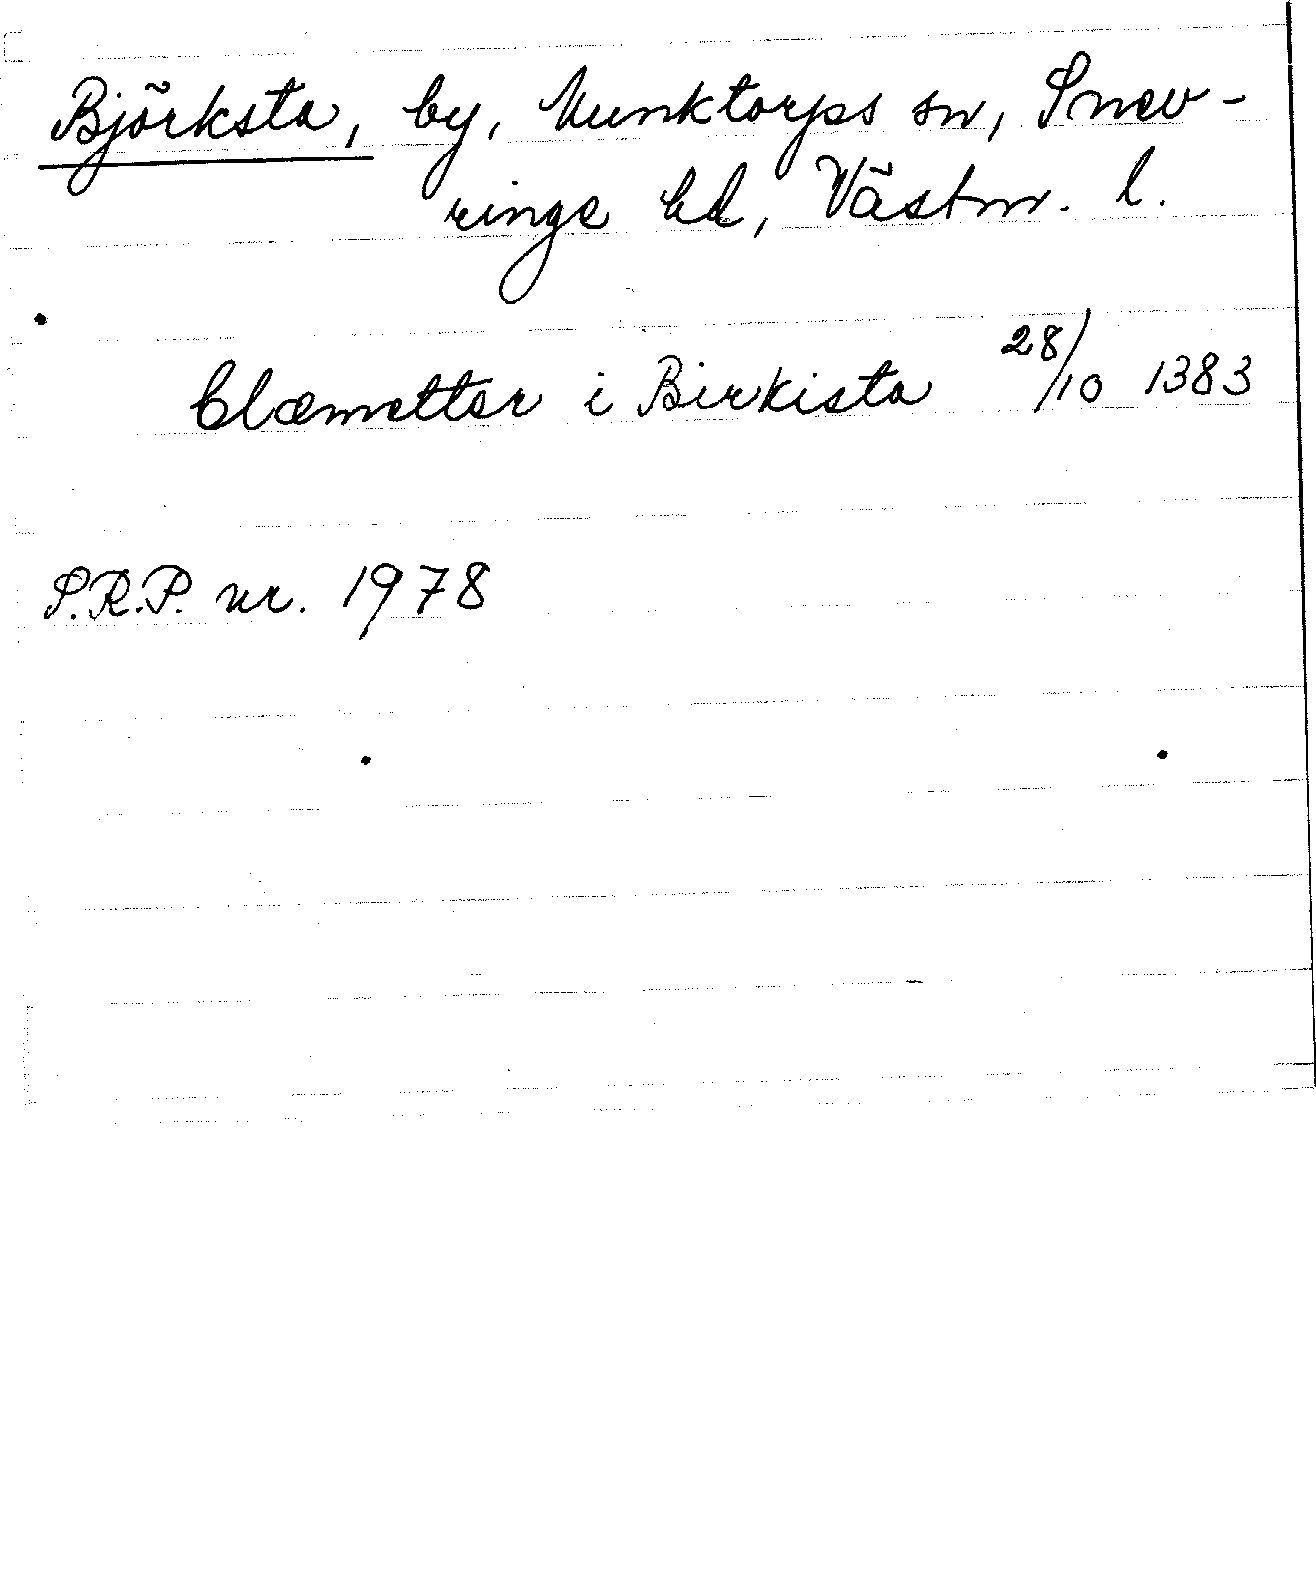 Björksta, by, Munktorps sn, Snev-
ringe hd, Västm. l.
Clæmetter i Birkista 28/10 1383
S.R.P. nr. 1978